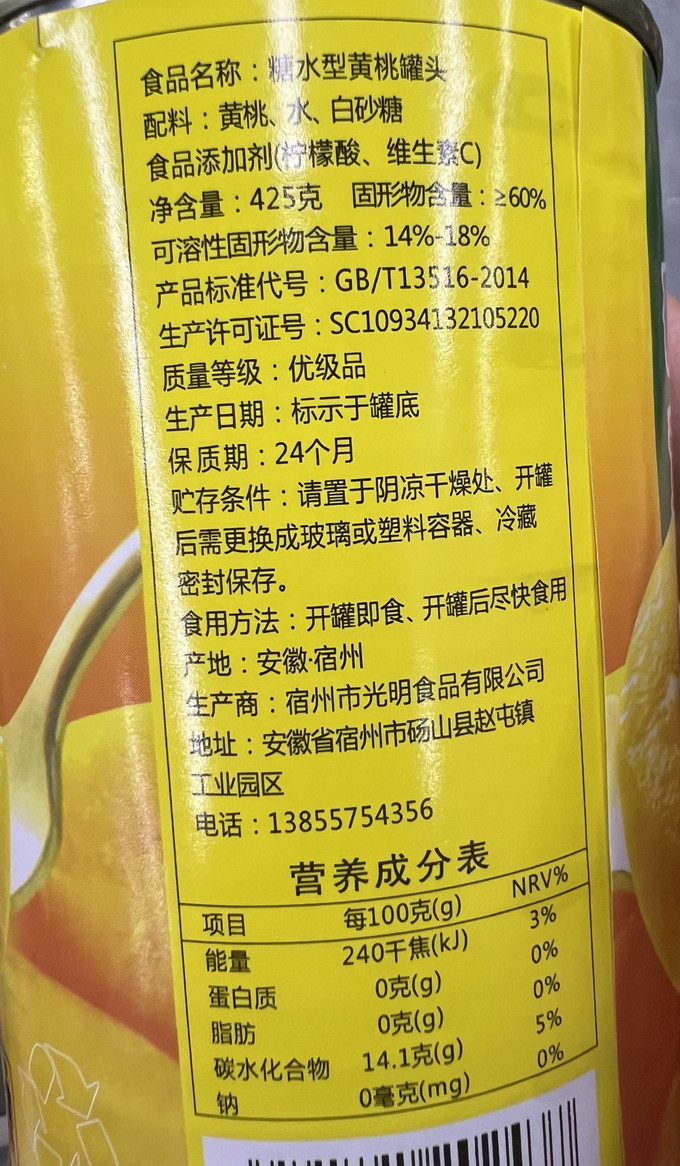 食品名称：糖水型黄桃罐头
配料：黄桃、水、白砂糖
食品添加剂(柠檬酸、维生素C)
净含量：425克 固形物含量：≥60%
可溶性固形物含量：14%-18%
产品标准代号：GB/T13516-2014
生产许可证号：SC10934132105220
质量等级：优级品
生产日期：标示于罐底
保质期：24个月
贮存条件：请置于阴凉干燥处、开罐
后需更换成玻璃或塑料容器、冷藏
密封保存。
食用方法：开罐即食、开罐后尽快食用
产地：安徽·宿州
生产商：宿州市光明食品有限公司
地址：安徽省宿州市砀山县赵屯镇
工业园区
电话：13855754356
营养成分表
项目 每100克(g) NRV%
能量 240千焦(kJ) 3%
蛋白质 0克(g) 0%
脂肪 0克(g) 0%
碳水化合物 14.1克(g) 5%
钠 0毫克(mg) 0%